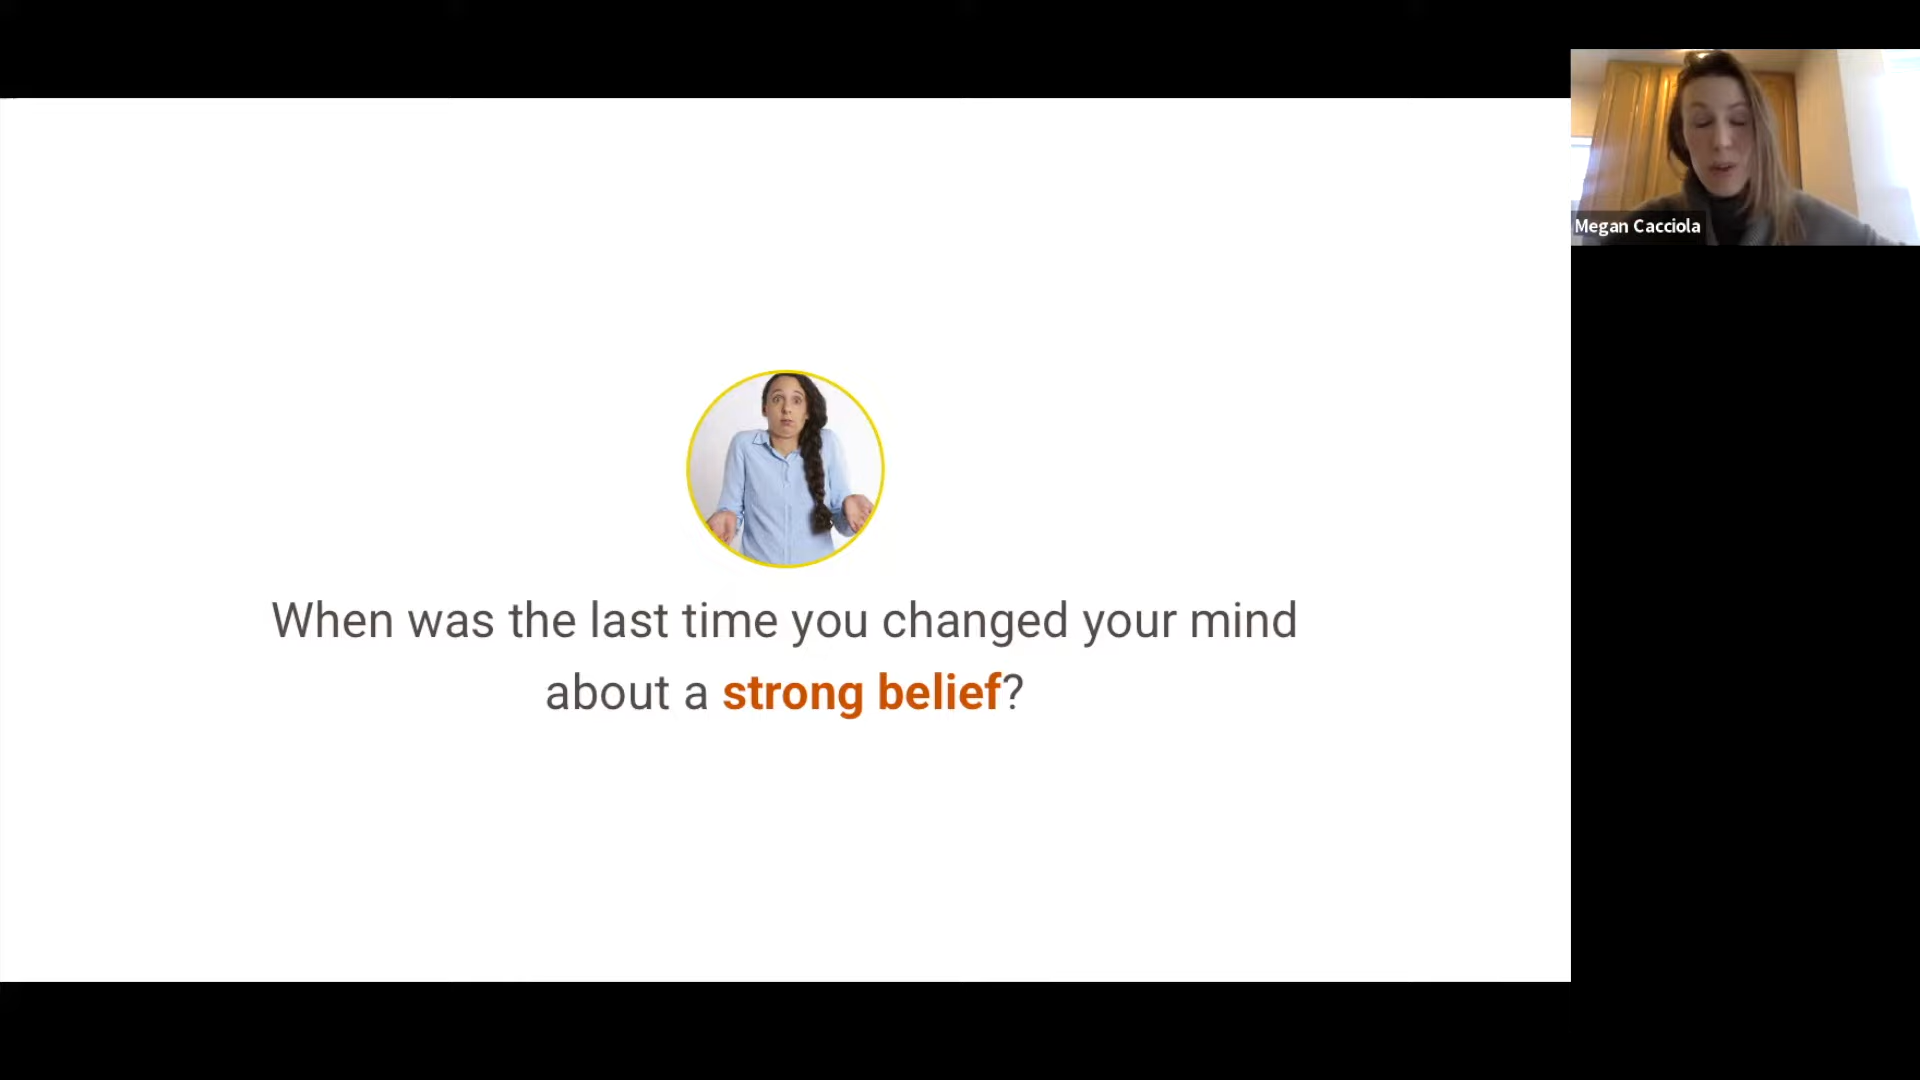 Megan Cacciola
When was the last time you changed your mind
about a strong belief?